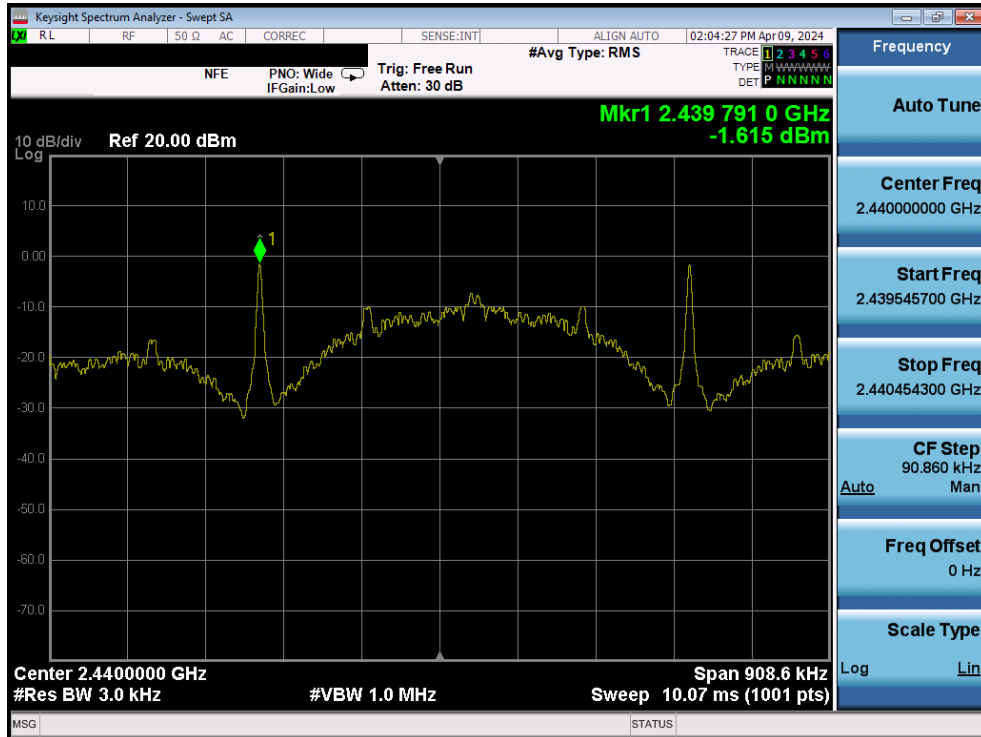 Keysight Spectrum Analyzer - Swept SA
LXI RL RF 50 Ω AC CORREC SENSE:INT ALIGN AUTO 02:04:27 PM Apr 09, 2024
#Avg Type: RMS
TRACE 1 2 3 4 5 6
TYPE M WWWWW
DET P N N N N N
NFE PNO: Wide Trig: Free Run
IFGain:Low Atten: 30 dB
Mkr1 2.439 791 0 GHz
-1.615 dBm
10 dB/div Ref 20.00 dBm
Log
10.0
0.00
-10.0
-20.0
-30.0
-40.0
-50.0
-60.0
-70.0
1
Center 2.4400000 GHz Span 908.6 kHz
#Res BW 3.0 kHz #VBW 1.0 MHz Sweep 10.07 ms (1001 pts)
MSG STATUS
Frequency
Auto Tune
Center Freq
2.440000000 GHz
Start Freq
2.439545700 GHz
Stop Freq
2.440454300 GHz
CF Step
90.860 kHz
Auto Man
Freq Offset
0 Hz
Scale Type
Log Lin